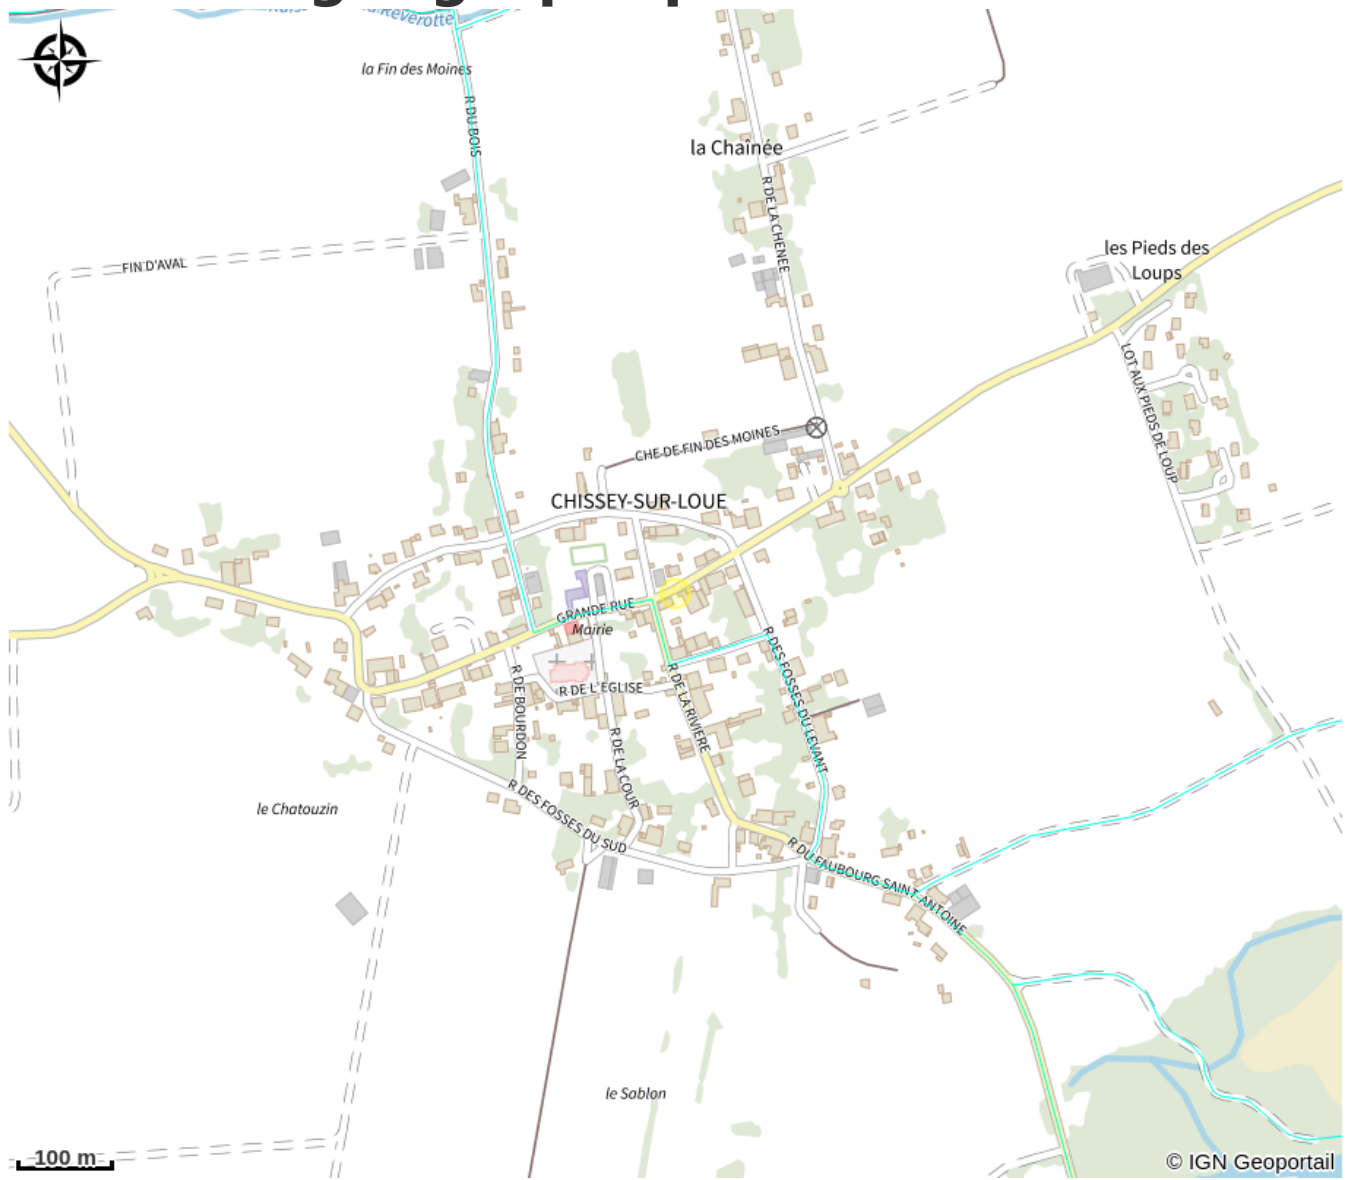 la Reverotte
la Fin des Moines
R DU BOIS
la Chaînée
R DE LA CHENEE
les Pieds des
Loups
FIN D'AVAL
LOT AUX PIEDS DE LOUP
CHE DE FIN DES MOINES
CHISSEY-SUR-LOUE
GRANDE RUE
Mairie
R DE L'EGLISE
R DE BOURDON
R DE LA COUR
R DE LA RIVIERE
R DES FOSSES DU LEVANT
le Chatouzin
R DES FOSSES DU SUD
R DU FAUBOURG SAINT-ANTOINE
le Sablon
100 m
© IGN Geoportail